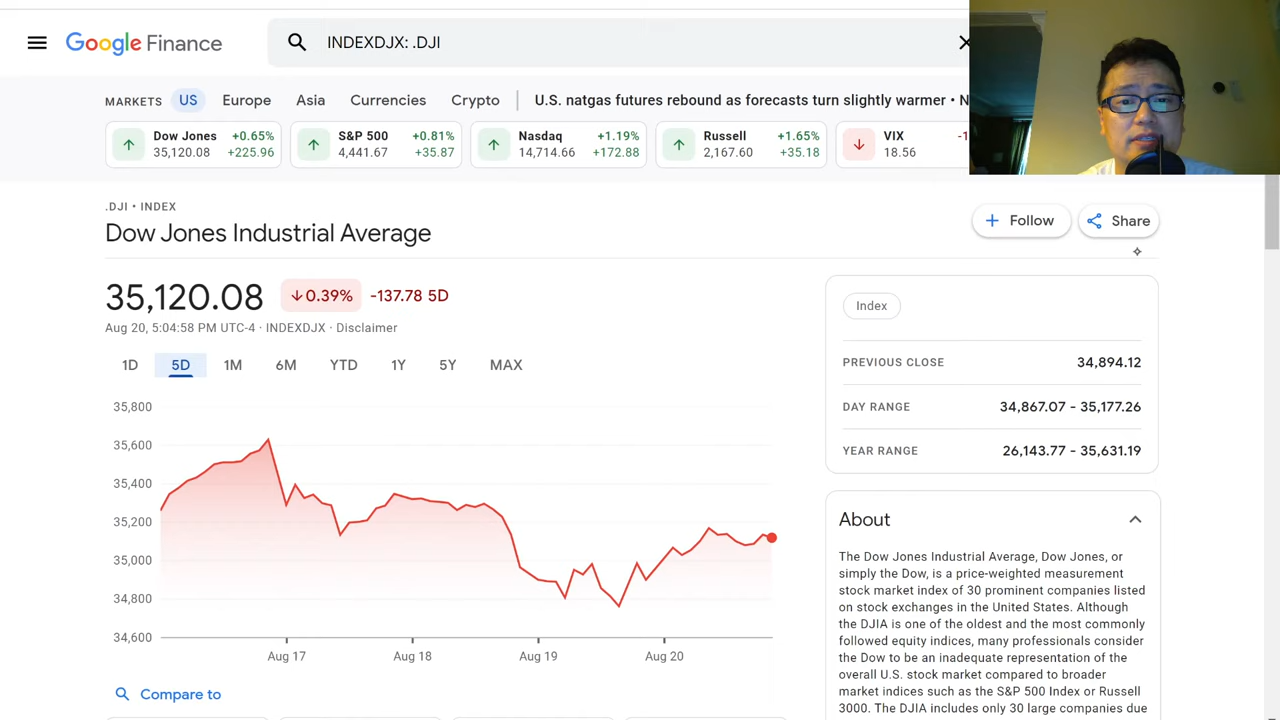 Google Finance
INDEXDJX: .DJI
MARKETS US Europe Asia Currencies Crypto U.S. natgas futures rebound as forecasts turn slightly warmer • N
Dow Jones +0.65%
35,120.08 +225.96
S&P 500 +0.81%
4,441.67 +35.87
Nasdaq +1.19%
14,714.66 +172.88
Russell +1.65%
2,167.60 +35.18
VIX -1
18.56
.DJI • INDEX
Dow Jones Industrial Average
Follow
Share
35,120.08 0.39% -137.78 5D
Aug 20, 5:04:58 PM UTC-4 · INDEXDJX · Disclaimer
1D 5D 1M 6M YTD 1Y 5Y MAX
35,800
35,600
35,400
35,200
35,000
34,800
34,600
Aug 17 Aug 18 Aug 19 Aug 20
Compare to
Index
PREVIOUS CLOSE 34,894.12
DAY RANGE 34,867.07 - 35,177.26
YEAR RANGE 26,143.77 - 35,631.19
About
The Dow Jones Industrial Average, Dow Jones, or
simply the Dow, is a price-weighted measurement
stock market index of 30 prominent companies listed
on stock exchanges in the United States. Although
the DJIA is one of the oldest and the most commonly
followed equity indices, many professionals consider
the Dow to be an inadequate representation of the
overall U.S. stock market compared to broader
market indices such as the S&P 500 Index or Russell
3000. The DJIA includes only 30 large companies due